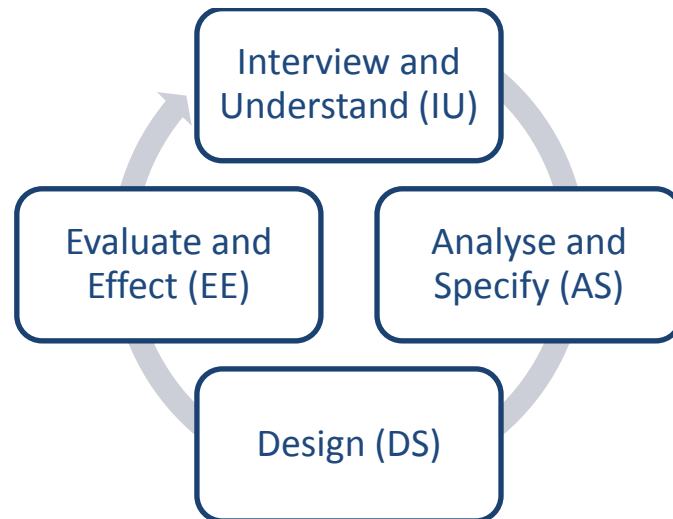 Interview and
Understand (IU)
Evaluate and
Effect (EE)
Analyse and
Specify (AS)
Design (DS)